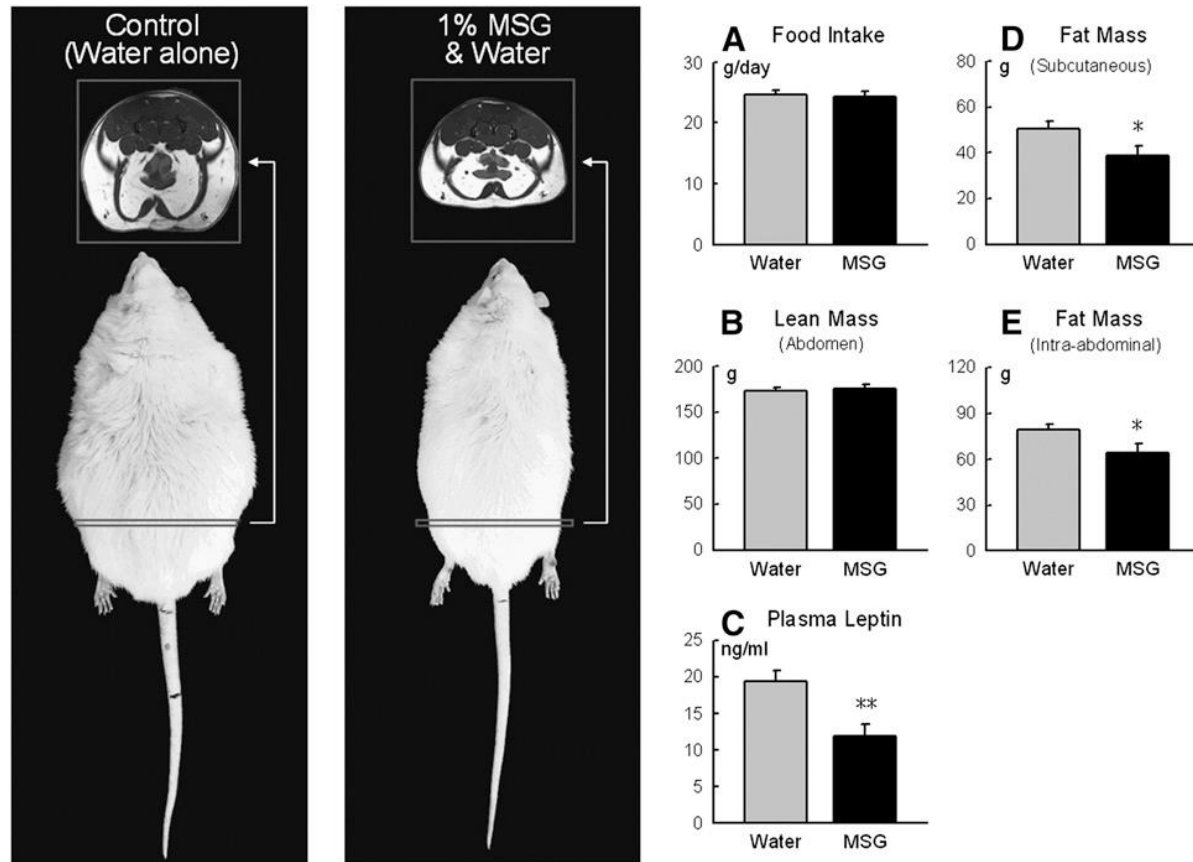 Control
(Water alone)
1% MSG
& Water
A Food Intake
g/day
30
20
10
0
Water MSG
B Lean Mass
(Abdomen)
g
200
150
100
50
0
Water MSG
C Plasma Leptin
ng/ml
25
20
15
10
5
0
**
Water MSG
D Fat Mass
(Subcutaneous)
g
80
60
40
20
0
*
Water MSG
E Fat Mass
(Intra-abdominal)
g
120
90
60
30
0
*
Water MSG